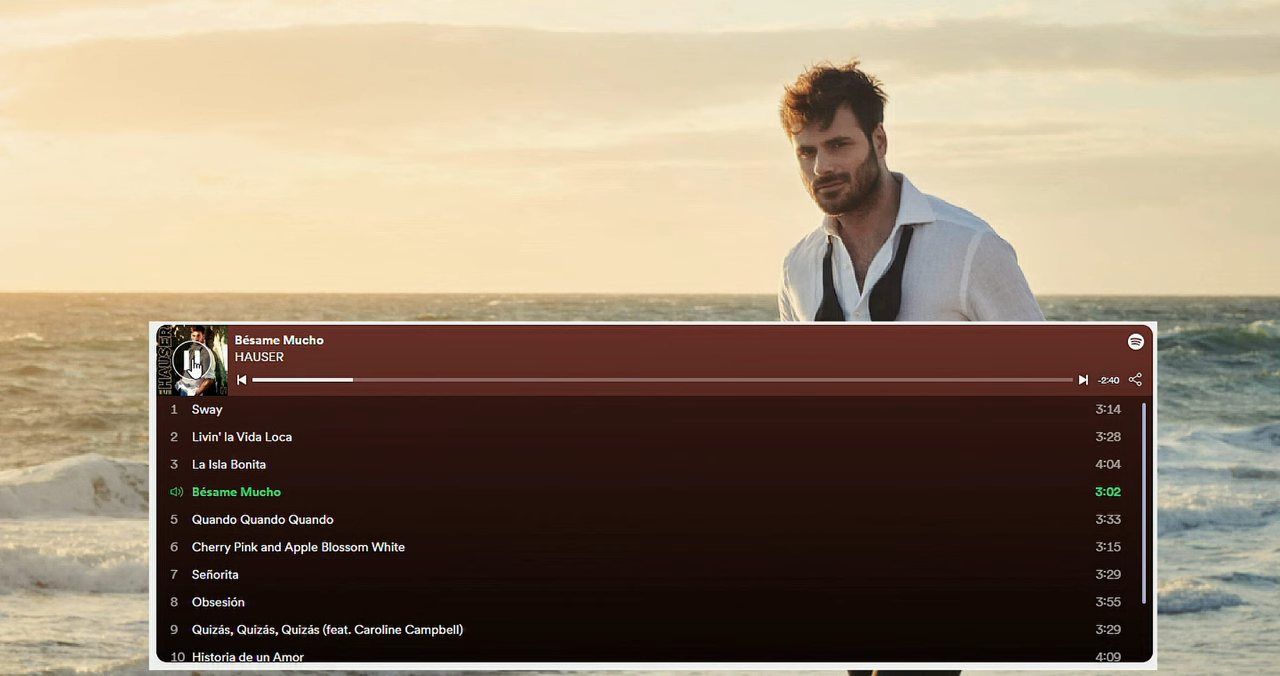 HAUSER
Bésame Mucho
HAUSER
-2:40
1 Sway 3:14
2 Livin' la Vida Loca 3:28
3 La Isla Bonita 4:04
Bésame Mucho 3:02
5 Quando Quando Quando 3:33
6 Cherry Pink and Apple Blossom White 3:15
7 Señorita 3:29
8 Obsesión 3:55
9 Quizás, Quizás, Quizás (feat. Caroline Campbell) 3:29
10 Historia de un Amor 4:09